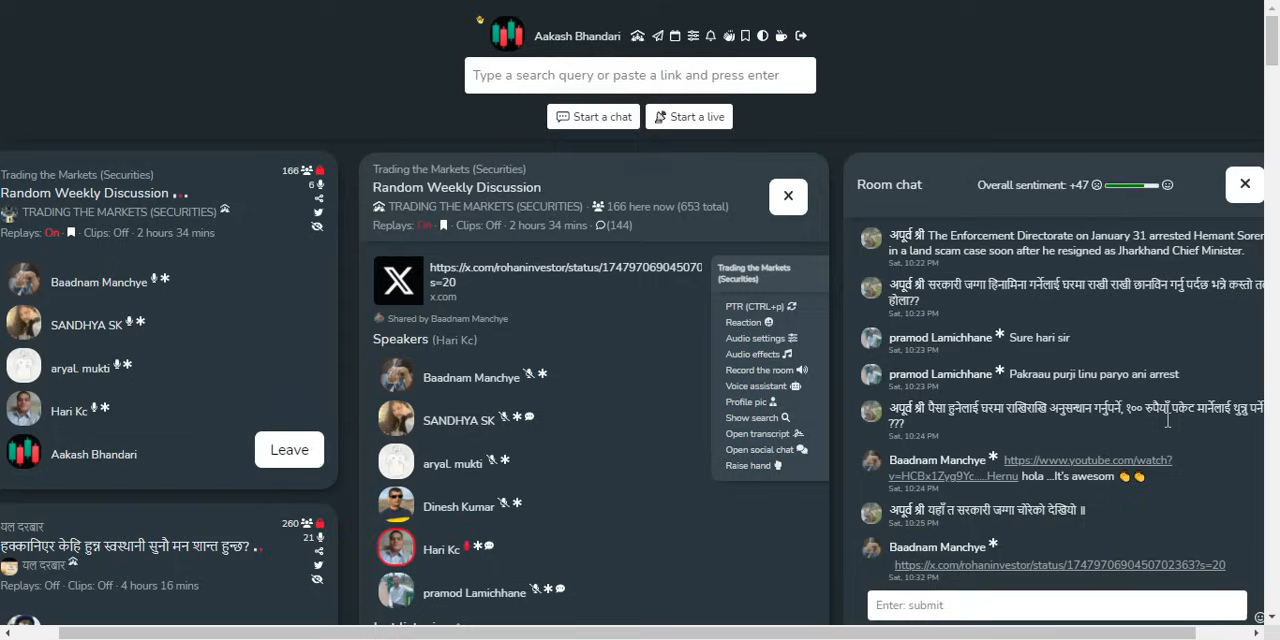 Aakash Bhandari
Type a search query or paste a link and press enter
Start a chat
Start a live
Trading the Markets (Securities)
166
Random Weekly Discussion
6
TRADING THE MARKETS (SECURITIES)
Replays: On · Clips: Off · 2 hours 34 mins
Baadnam Manchye
SANDHYA SK
aryal. mukti
Hari Kc
Aakash Bhandari
Leave
यल दरबार
260
हक्कानिएर केहि हुन्न स्वस्थानी सुनौ मन शान्त हुन्छ?
21
यल दरबार
Replays: Off · Clips: Off · 4 hours 16 mins
Trading the Markets (Securities)
Random Weekly Discussion
TRADING THE MARKETS (SECURITIES) · 166 here now (653 total)
Replays: On · Clips: Off · 2 hours 34 mins · (144)
X
https://x.com/rohaninvestor/status/174797069045070
s=20
x.com
Shared by Baadnam Manchye
Speakers (Hari Kc)
Baadnam Manchye
SANDHYA SK
aryal. mukti
Dinesh Kumar
Hari Kc
pramod Lamichhane
Trading the Markets
(Securities)
PTR (CTRL+p)
Reaction
Audio settings
Audio effects
Record the room
Voice assistant
Profile pic
Show search
Open transcript
Open social chat
Raise hand
Room chat
Overall sentiment: +47
अपूर्व श्री The Enforcement Directorate on January 31 arrested Hemant Soren
in a land scam case soon after he resigned as Jharkhand Chief Minister.
Sat, 10:22 PM
अपूर्व श्री सरकारी जग्गा हिनामिना गर्नेलाई घरमा राखी राखी छानविन गर्नु पर्दछ भन्ने कस्तो
होला??
Sat, 10:23 PM
pramod Lamichhane * Sure hari sir
Sat, 10:23 PM
pramod Lamichhane * Pakraau purji linu paryo ani arrest
Sat, 10:23 PM
अपूर्व श्री पैसा हुनेलाई घरमा राखिराखि अनुसन्धान गर्नुपर्ने, १०० रुपैयाँ पकेट मार्नेलाई थुन्नु पर्ने
???
Sat, 10:24 PM
Baadnam Manchye * https://www.youtube.com/watch?
v=HCBx1Zyg9Yc.....Hernu hola ...It's awesom 👏 👏
Sat, 10:24 PM
अपूर्व श्री यहाँ त सरकारी जग्गा चोरेको देखियो ॥
Sat, 10:25 PM
Baadnam Manchye *
https://x.com/rohaninvestor/status/1747970690450702363?s=20
Sat, 10:32 PM
Enter: submit